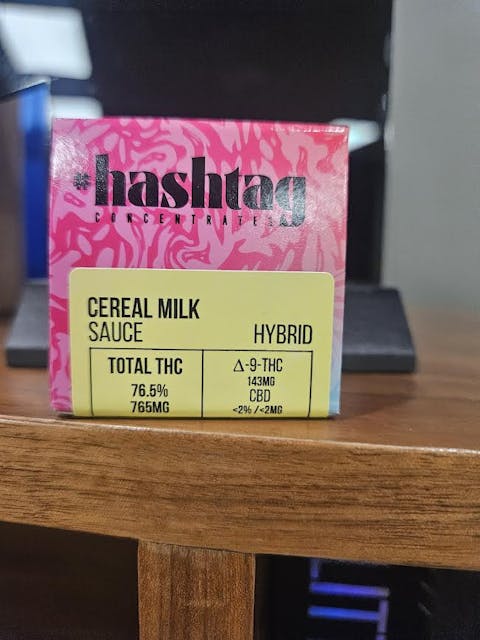 #hashtag
CONCENTRATES
CEREAL MILK
SAUCE HYBRID
TOTAL THC
76.5%
765MG
Δ-9-THC
143MG
CBD
<2% /<2MG